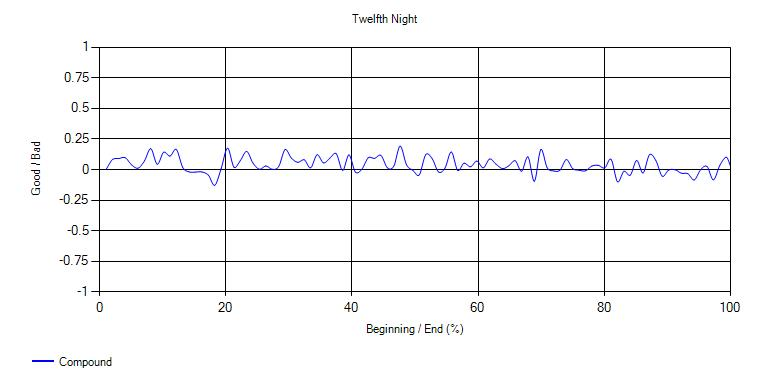 Twelfth Night
1
0.75
0.5
0.25
0
-0.25
-0.5
-0.75
-1
0 20 40 60 80 100
Good / Bad
Beginning / End (%)
Compound